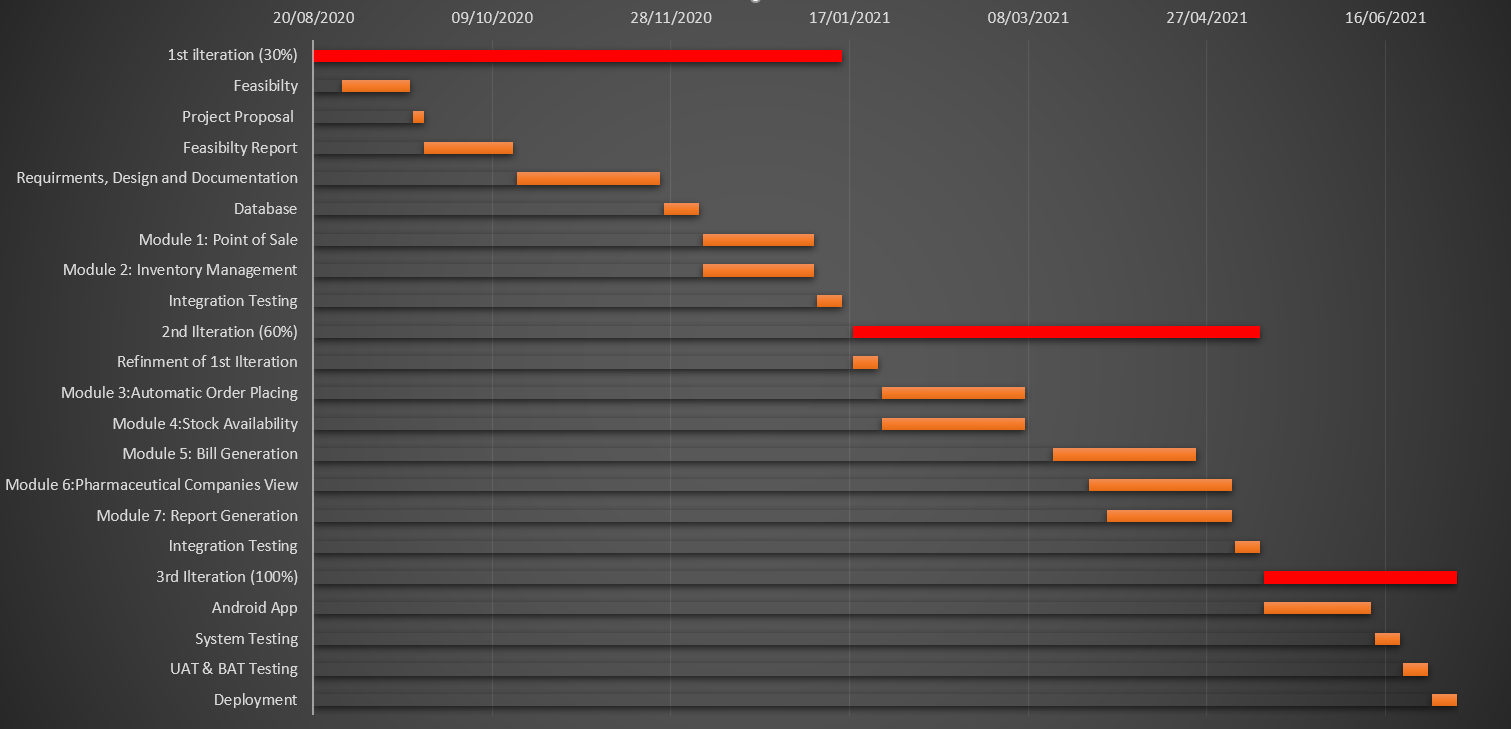 20/08/2020 09/10/2020 28/11/2020 17/01/2021 08/03/2021 27/04/2021 16/06/2021
1st ilteration (30%)
Feasibilty
Project Proposal
Feasibilty Report
Requirments, Design and Documentation
Database
Module 1: Point of Sale
Module 2: Inventory Management
Integration Testing
2nd Ilteration (60%)
Refinment of 1st Ilteration
Module 3:Automatic Order Placing
Module 4:Stock Availability
Module 5: Bill Generation
Module 6:Pharmaceutical Companies View
Module 7: Report Generation
Integration Testing
3rd Ilteration (100%)
Android App
System Testing
UAT & BAT Testing
Deployment